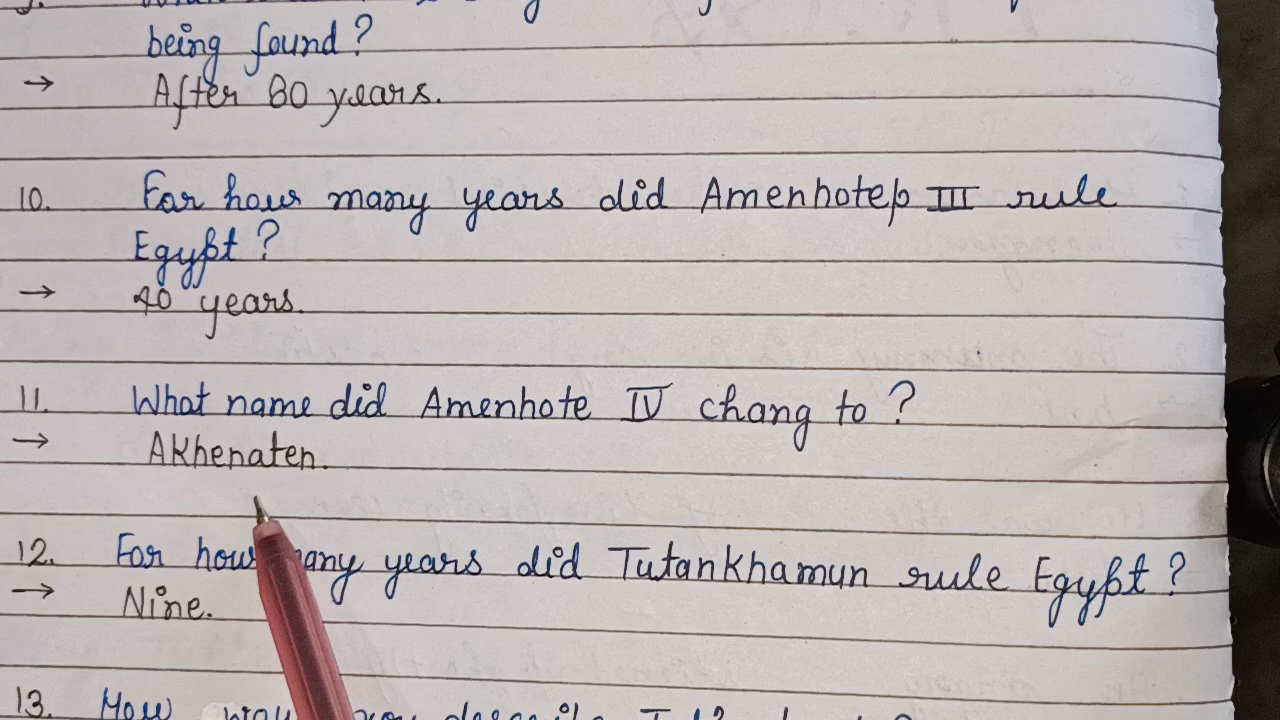 being found?
→ After 80 years.
10. For how many years did Amenhotep III rule
Egypt?
→ 40 years.
11. What name did Amenhote IV chang to?
→ Akhenaten.
12. For how many years did Tutankhamun rule Egypt?
→ Nine.
13. How